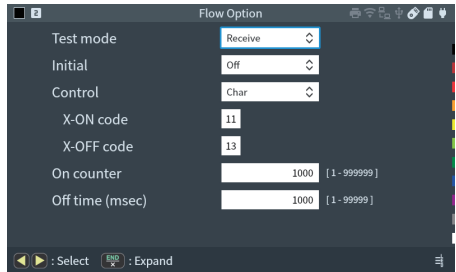 2 Flow Option
Test mode Receive
Initial Off
Control Char
X-ON code 11
X-OFF code 13
On counter 1000 [1-999999]
Off time (msec) 1000 [1-99999]
: Select END × : Expand